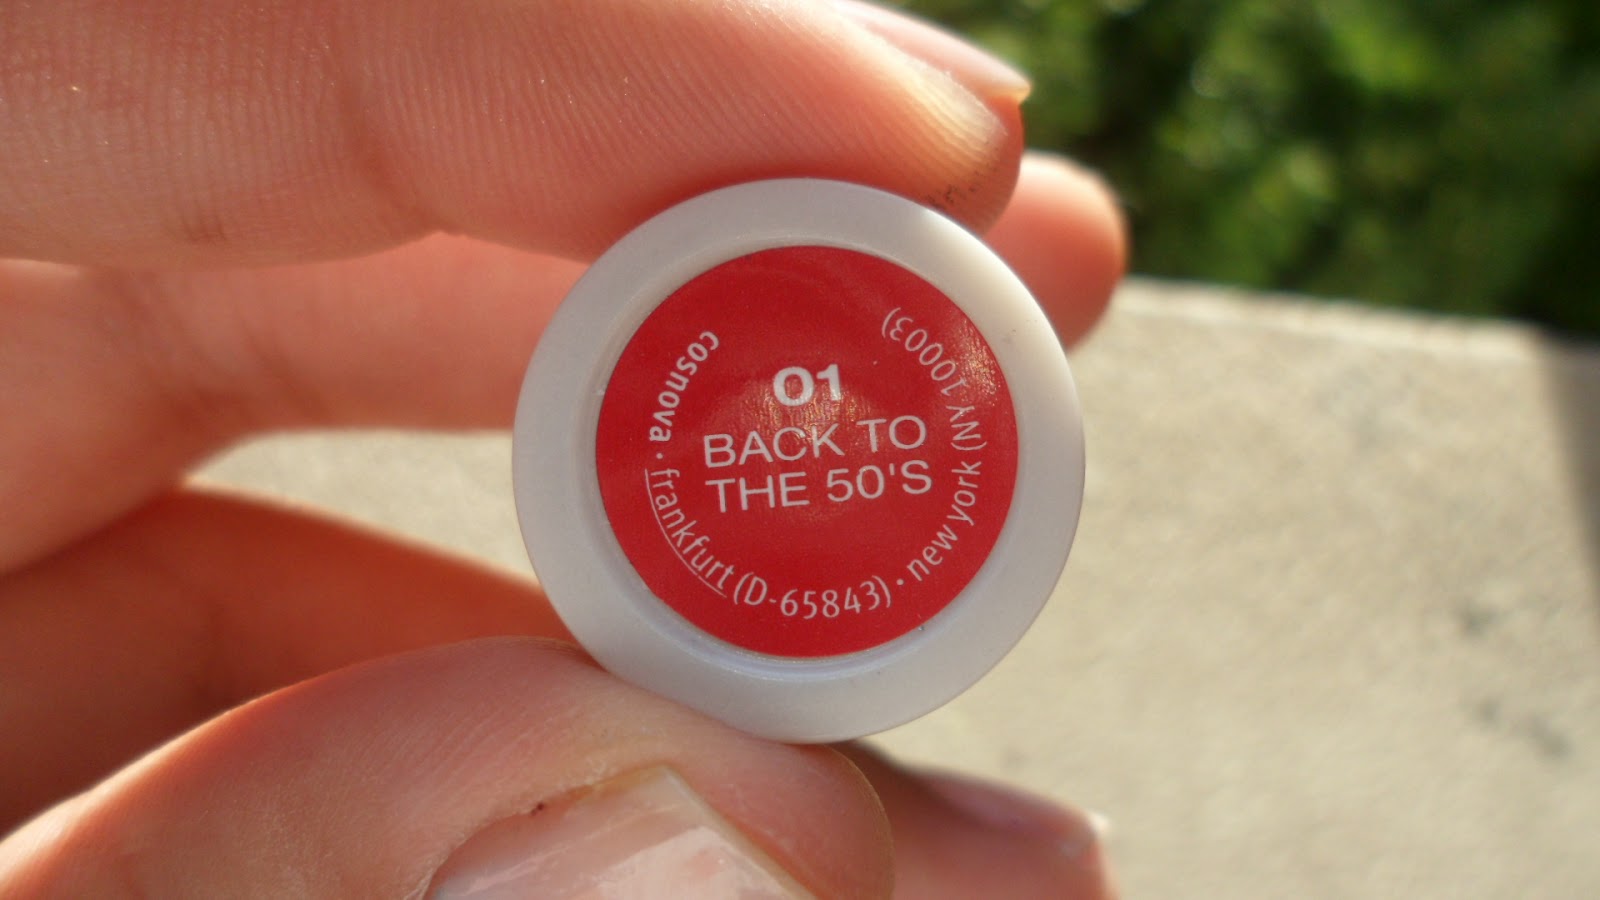 01
BACK TO
THE 50'S
cosnova · frankfurt (D-65843) · new york (NY 10003)